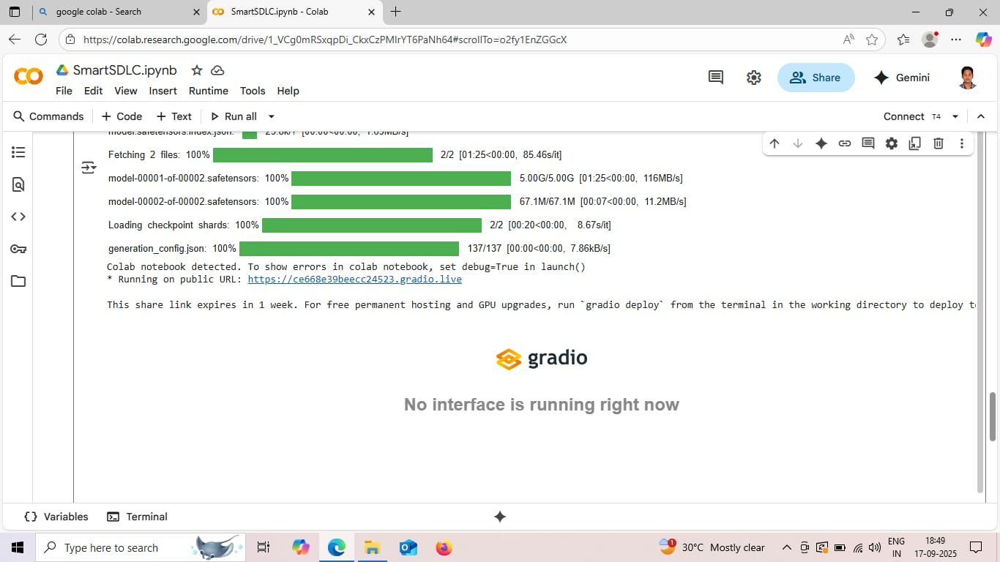 google colab - Search
SmartSDLC.ipynb - Colab
https://colab.research.google.com/drive/1_VCg0mRSxqpDi_CkxCzPMIrYT6PaNh64#scrollTo=o2fy1EnZGGcX
SmartSDLC.ipynb
Share
Gemini
File Edit View Insert Runtime Tools Help
Commands + Code + Text Run all
Connect T4
model.safetensors.index.json: 29.8k/? [00:00<00:00, 1.65MB/s]
Fetching 2 files: 100% 2/2 [01:25<00:00, 85.46s/it]
model-00001-of-00002.safetensors: 100% 5.00G/5.00G [01:25<00:00, 116MB/s]
model-00002-of-00002.safetensors: 100% 67.1M/67.1M [00:07<00:00, 11.2MB/s]
Loading checkpoint shards: 100% 2/2 [00:20<00:00, 8.67s/it]
generation_config.json: 100% 137/137 [00:00<00:00, 7.86kB/s]
Colab notebook detected. To show errors in colab notebook, set debug=True in launch()
* Running on public URL: https://ce668e39beecc24523.gradio.live
This share link expires in 1 week. For free permanent hosting and GPU upgrades, run `gradio deploy` from the terminal in the working directory to deploy t
gradio
No interface is running right now
Variables
Terminal
Type here to search
1
30°C Mostly clear
ENG
IN
18:49
17-09-2025